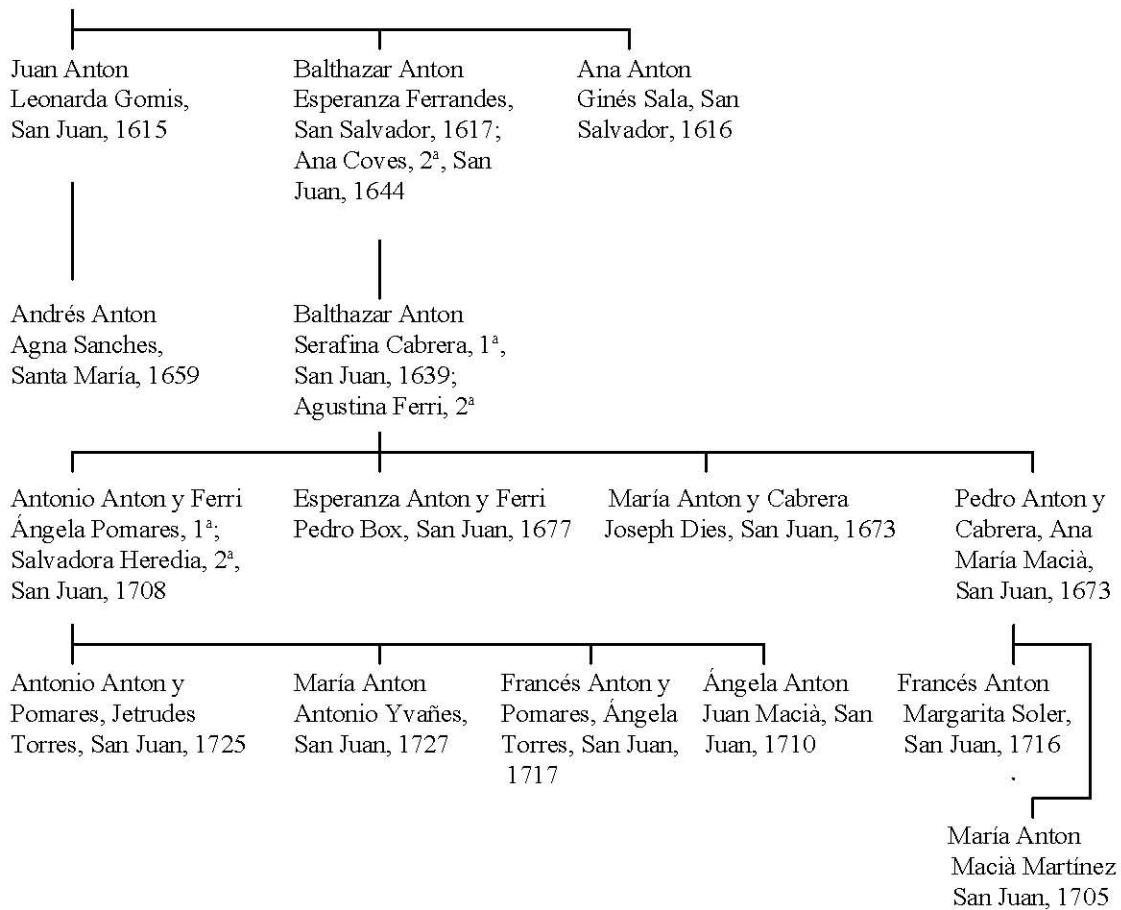 Juan Anton
Leonarda Gomis,
San Juan, 1615
Balthazar Anton
Esperanza Ferrandes,
San Salvador, 1617;
Ana Coves, 2ª, San
Juan, 1644
Ana Anton
Ginés Sala, San
Salvador, 1616
Andrés Anton
Agna Sanches,
Santa María, 1659
Balthazar Anton
Serafina Cabrera, 1ª,
San Juan, 1639;
Agustina Ferri, 2ª
Antonio Anton y Ferri
Ángela Pomares, 1ª;
Salvadora Heredia, 2ª,
San Juan, 1708
Esperanza Anton y Ferri
Pedro Box, San Juan, 1677
María Anton y Cabrera
Joseph Dies, San Juan, 1673
Pedro Anton y
Cabrera, Ana
María Macià,
San Juan, 1673
Antonio Anton y
Pomares, Jetrudes
Torres, San Juan, 1725
María Anton
Antonio Yvañes,
San Juan, 1727
Francés Anton y
Pomares, Ángela
Torres, San Juan,
1717
Ángela Anton
Juan Macià, San
Juan, 1710
Francés Anton
Margarita Soler,
San Juan, 1716
.
María Anton
Macià Martínez
San Juan, 1705